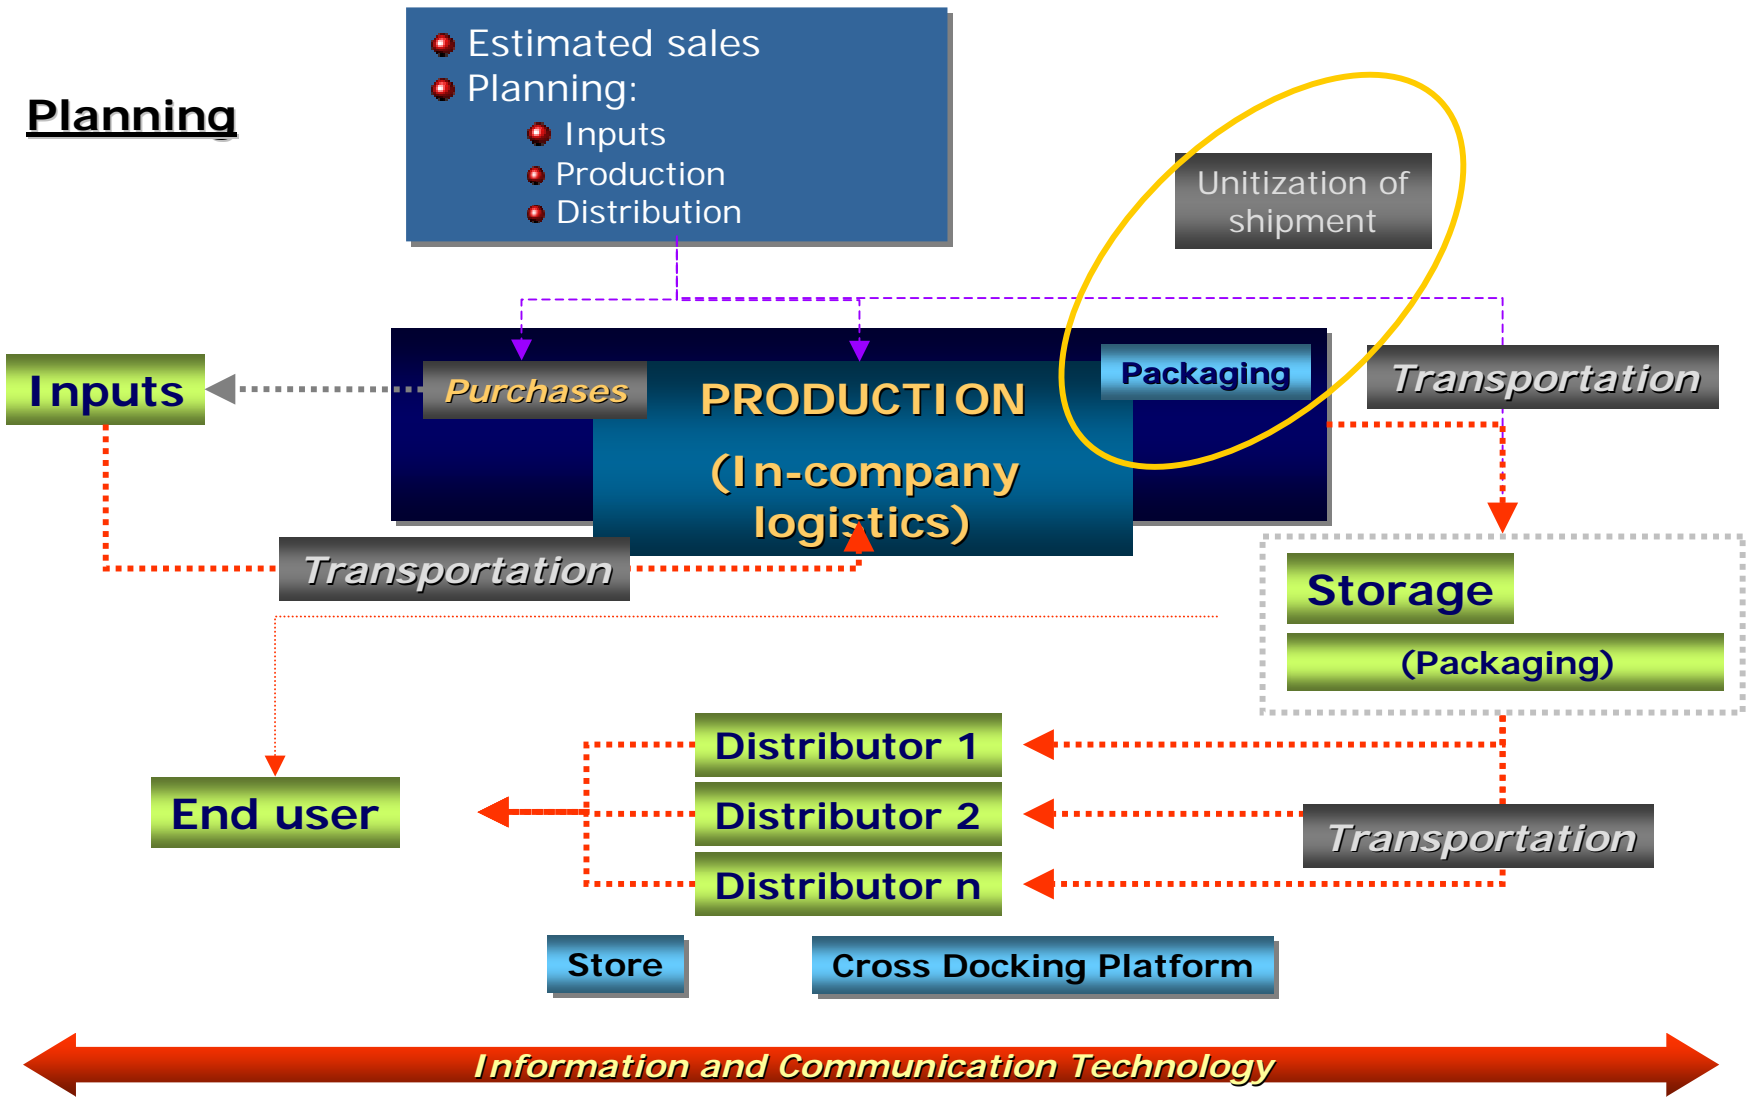 Planning
Estimated sales
Planning:
Inputs
Production
Distribution
Unitization of
shipment
Inputs
Purchases
PRODUCTION
(In-company
logistics)
Packaging
Transportation
Transportation
Storage
(Packaging)
Distributor 1
Distributor 2
Distributor n
End user
Transportation
Store
Cross Docking Platform
Information and Communication Technology